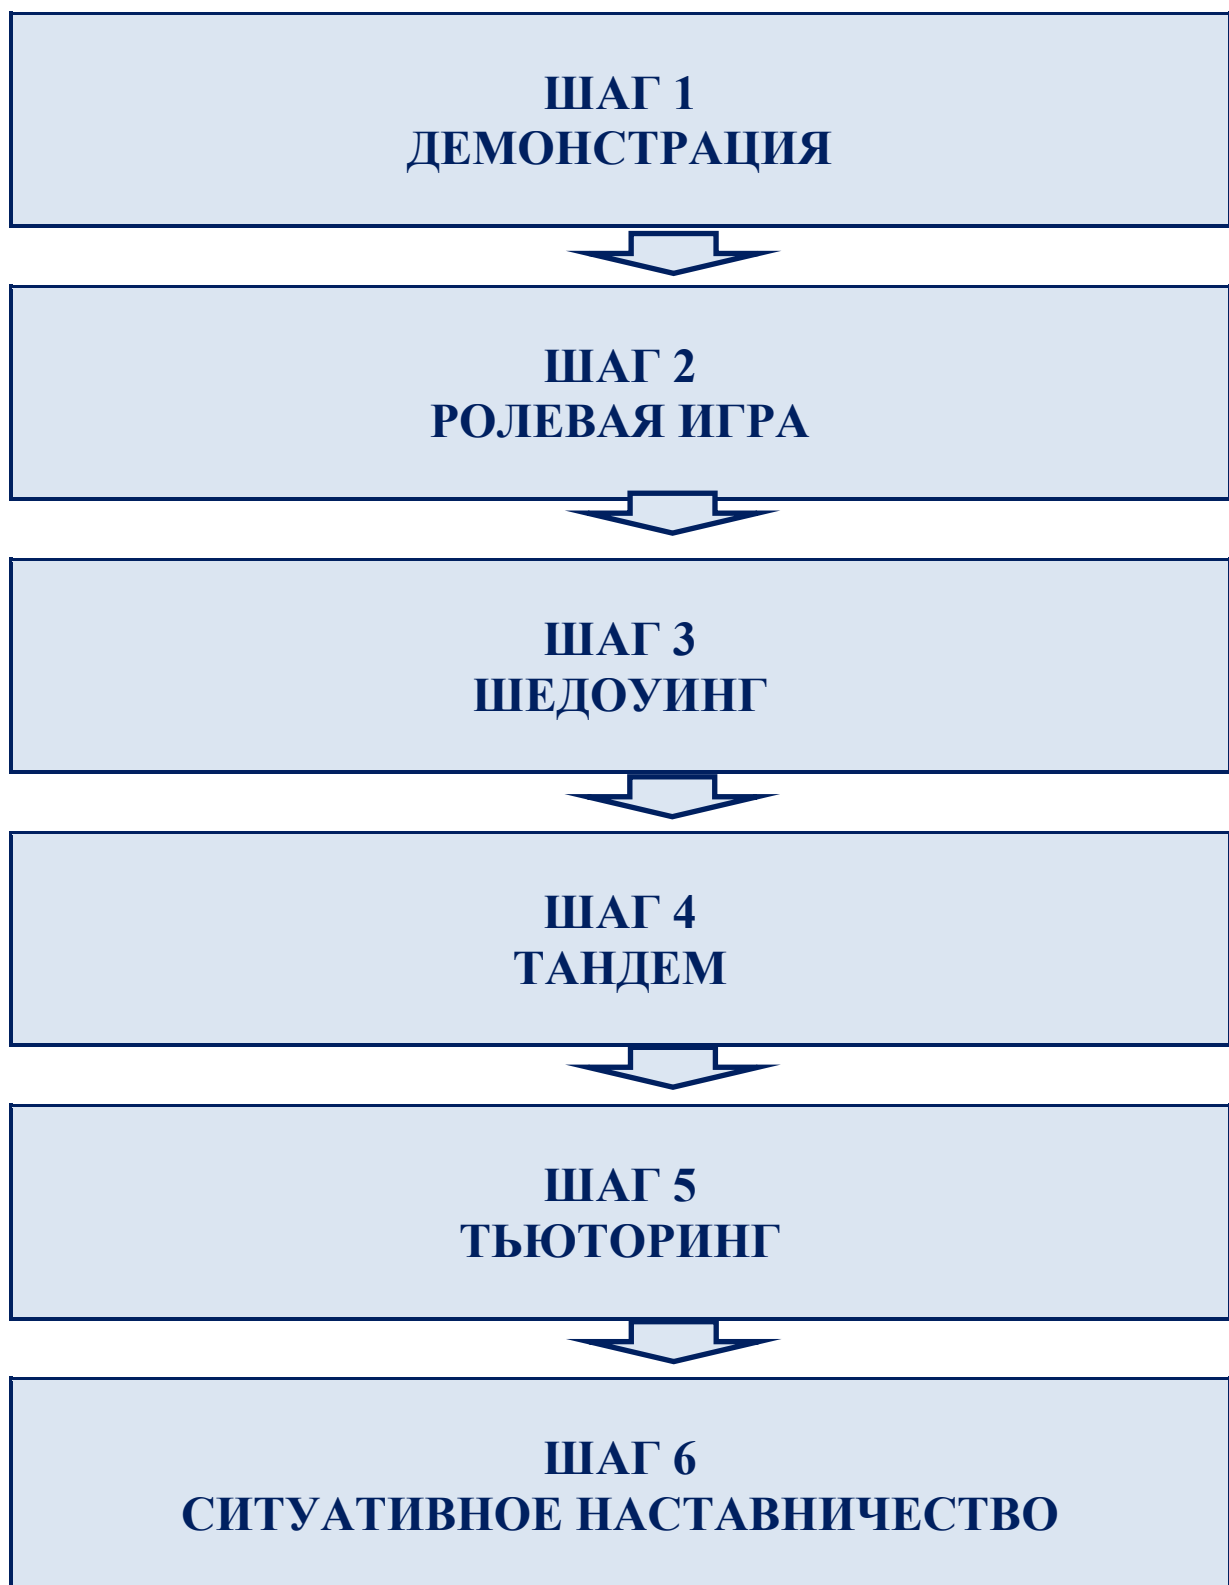 ШАГ 1
ДЕМОНСТРАЦИЯ
ШАГ 2
РОЛЕВАЯ ИГРА
ШАГ 3
ШЕДОУИНГ
ШАГ 4
ТАНДЕМ
ШАГ 5
ТЬЮТОРИНГ
ШАГ 6
СИТУАТИВНОЕ НАСТАВНИЧЕСТВО